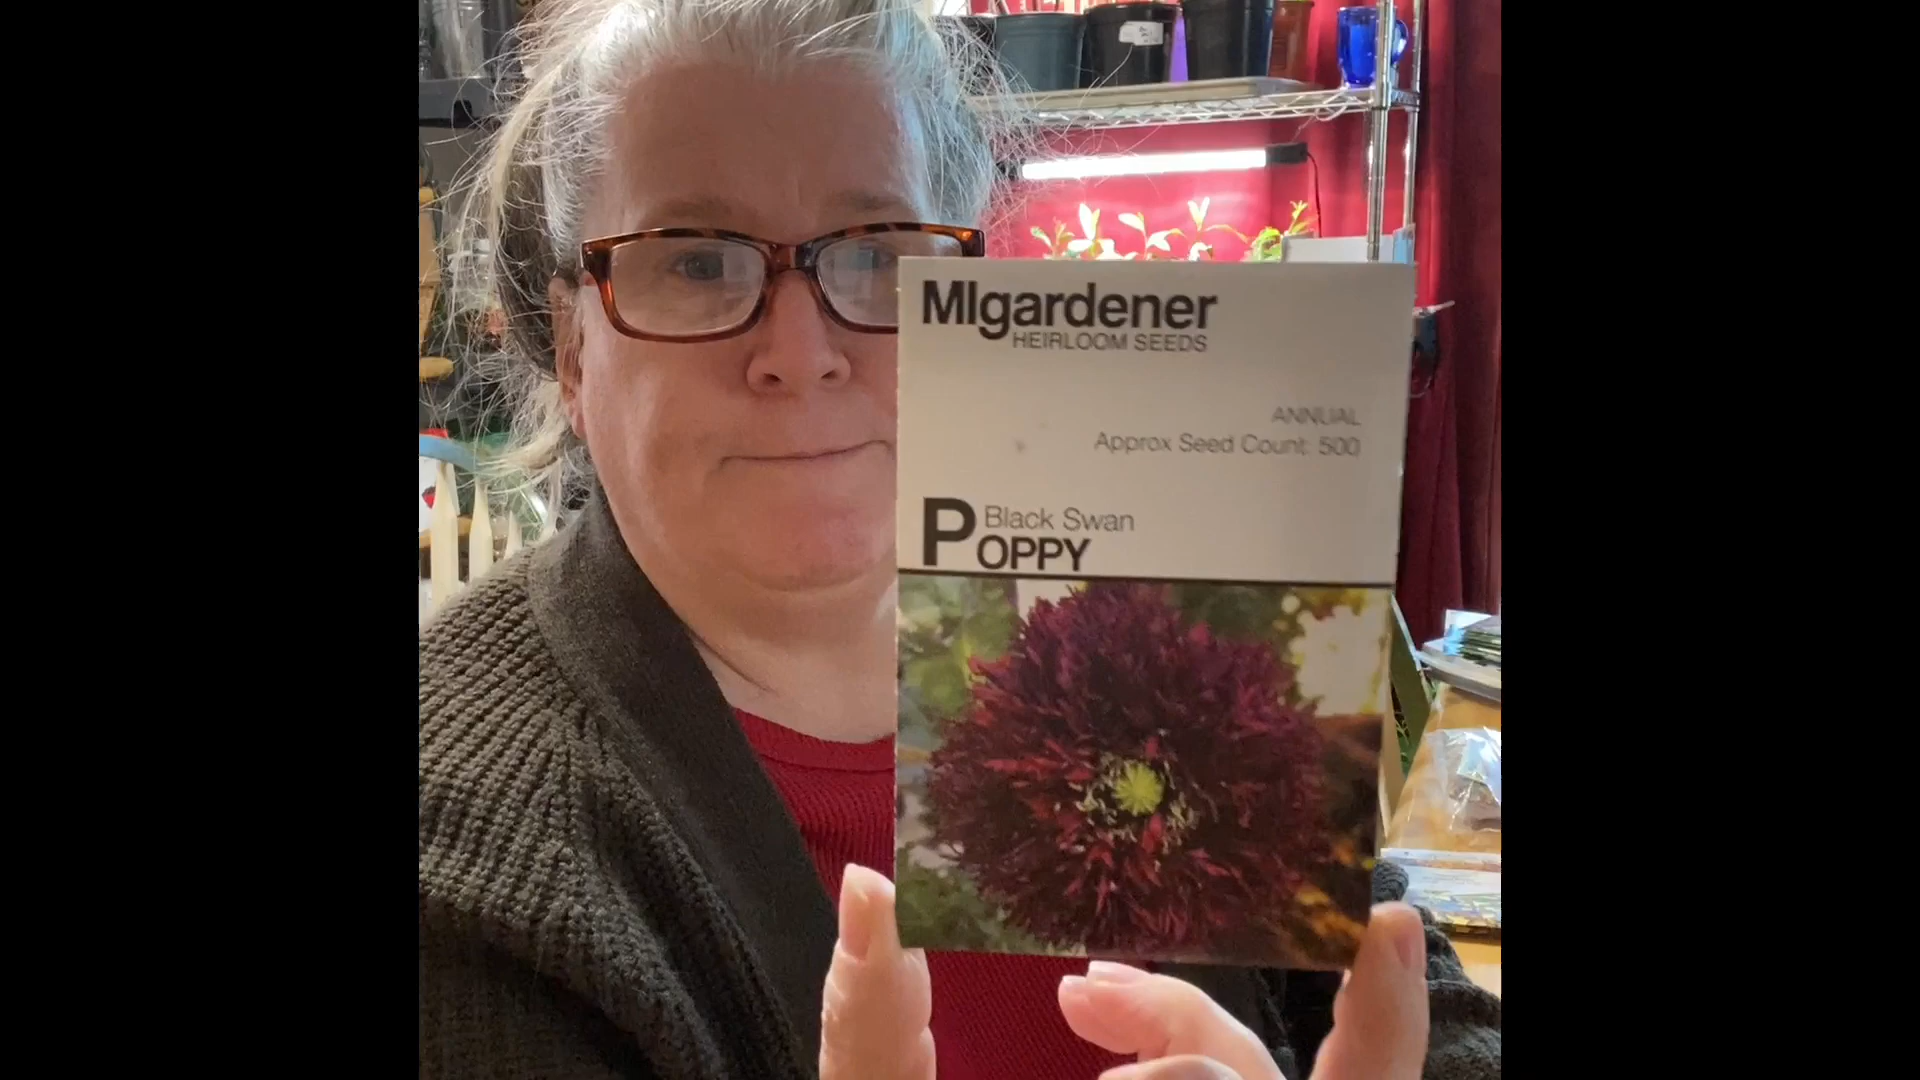 MIgardener
HEIRLOOM SEEDS
ANNUAL
Approx Seed Count: 500
Black Swan
POPPY